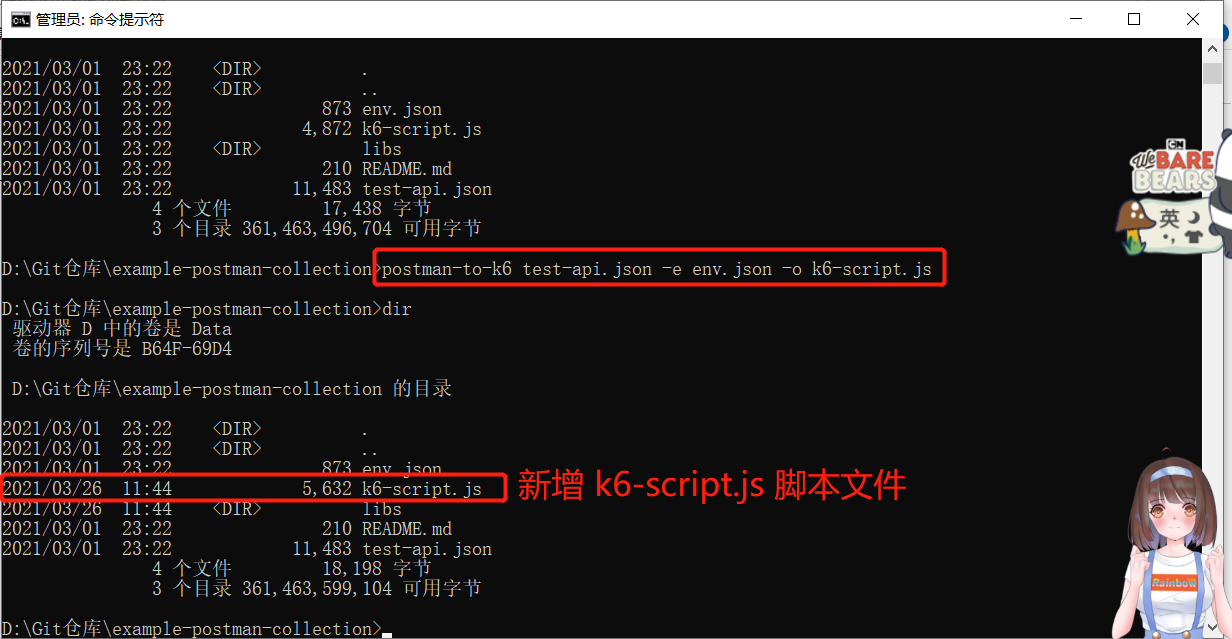 管理员: 命令提示符
2021/03/01  23:22    <DIR>          .
2021/03/01  23:22    <DIR>          ..
2021/03/01  23:22               873 env.json
2021/03/01  23:22             4,872 k6-script.js
2021/03/01  23:22    <DIR>          libs
2021/03/01  23:22               210 README.md
2021/03/01  23:22            11,483 test-api.json
               4 个文件         17,438 字节
               3 个目录 361,463,496,704 可用字节
D:\Git仓库\example-postman-collection>postman-to-k6 test-api.json -e env.json -o k6-script.js
D:\Git仓库\example-postman-collection>dir
 驱动器 D 中的卷是 Data
 卷的序列号是 B64F-69D4
 D:\Git仓库\example-postman-collection 的目录
2021/03/01  23:22    <DIR>          .
2021/03/01  23:22    <DIR>          ..
2021/03/01  23:22               873 env.json
2021/03/26  11:44             5,632 k6-script.js 新增 k6-script.js 脚本文件
2021/03/26  11:44    <DIR>          libs
2021/03/01  23:22               210 README.md
2021/03/01  23:22            11,483 test-api.json
               4 个文件         18,198 字节
               3 个目录 361,463,599,104 可用字节
D:\Git仓库\example-postman-collection>
CN
We BARE
BEARS
英
RainboW